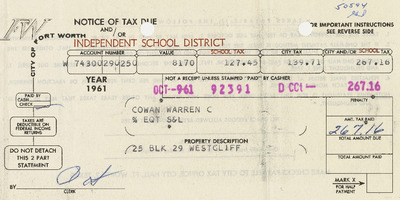 FW
NOTICE OF TAX DUE
AND/OR
INDEPENDENT SCHOOL DISTRICT
CITY OF FORT WORTH
50594
FOR IMPORTANT INSTRUCTIONS
SEE REVERSE SIDE
ACCOUNT NUMBER VALUE SCHOOL TAX CITY TAX CITY AND/OR SCHOOL TAX
W 74300290250 8170 127.45 139.71 267.16
YEAR
1961
NOT A RECEIPT UNLESS STAMPED "PAID" BY CASHIER
OCT--961 92391 D CCI— 267.16
PAID BY
CASH
CHECK
TAXES ARE
DEDUCTIBLE ON
FEDERAL INCOME
RETURNS
DO NOT DETACH
THIS 2 PART
STATEMENT
COWAN WARREN C
% EQT S&L
PROPERTY DESCRIPTION
25 BLK 29 WESTCLIFF
PENALTY
AMT. TAX PAID
267.16
TOTAL AMOUNT DUE
TOTAL AMOUNT PAID
MARK X
FOR HALF
PAYMENT
BY
CLERK